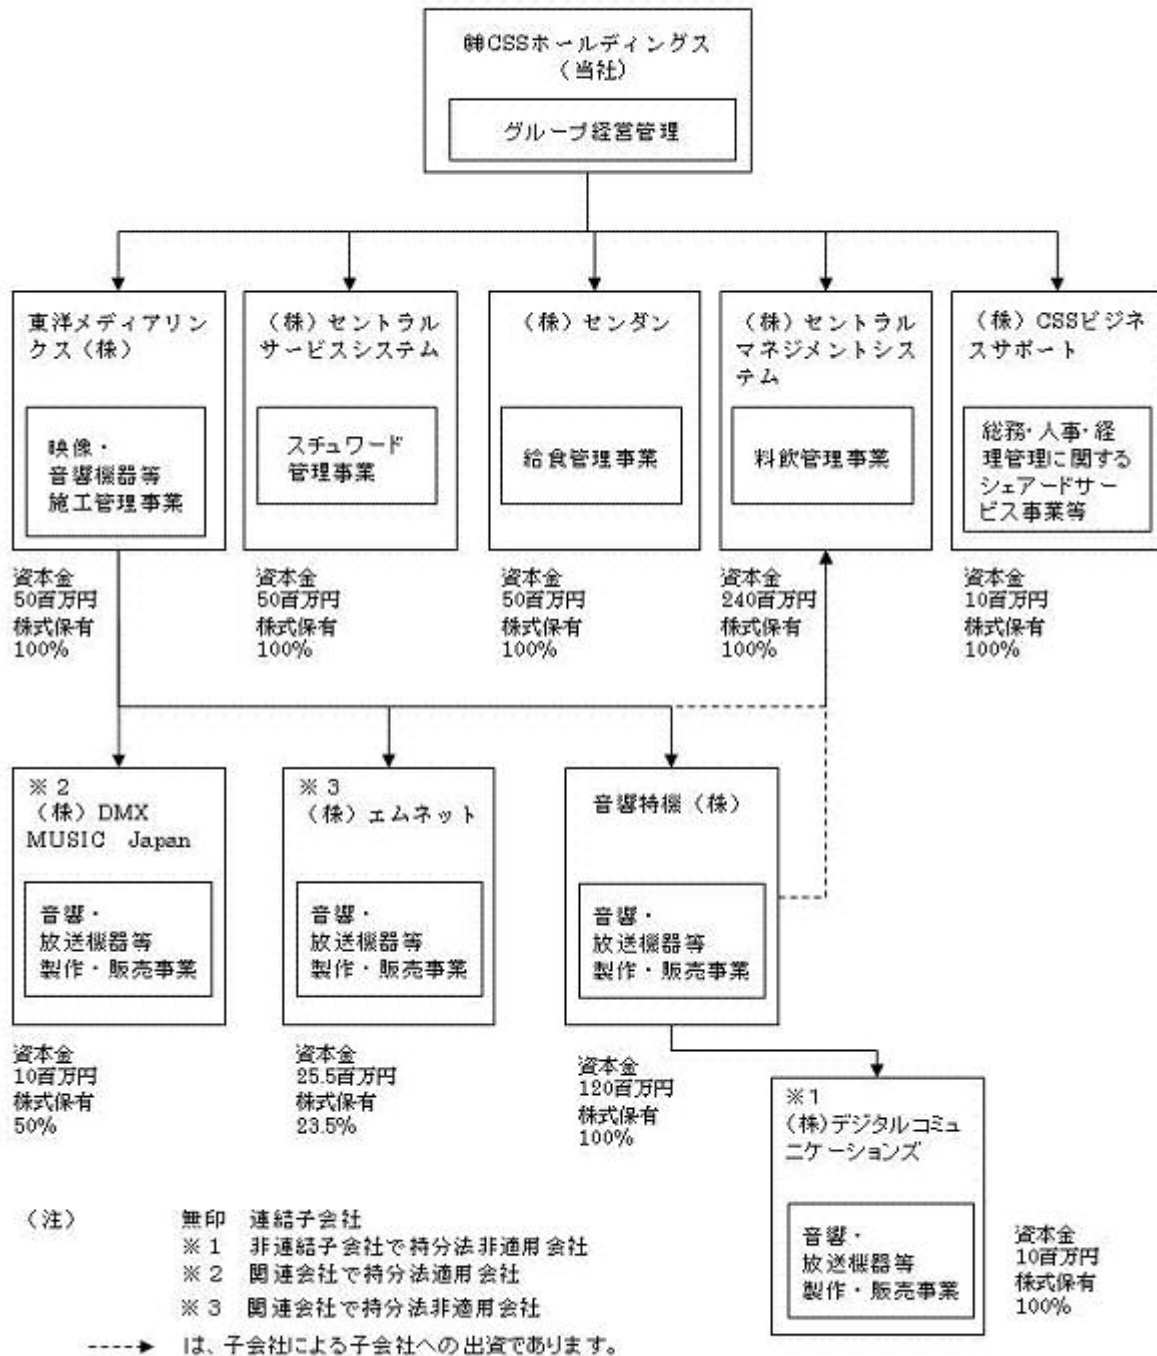 ㈱CSSホールディングス
（当社）
グループ経営管理
東洋メディアリン
クス（株）
映像・
音響機器等
施工管理事業
資本金
50百万円
株式保有
100%
（株）セントラル
サービスシステム
スチュワード
管理事業
資本金
50百万円
株式保有
100%
（株）センダン
給食管理事業
資本金
50百万円
株式保有
100%
（株）セントラル
マネジメントシス
テム
料飲管理事業
資本金
240百万円
株式保有
100%
（株）CSSビジネ
スサポート
総務・人事・経
理管理に関する
シェアードサー
ビス事業等
資本金
10百万円
株式保有
100%
※２
（株）DMX
MUSIC　Japan
音響・
放送機器等
製作・販売事業
資本金
10百万円
株式保有
50%
※３
（株）エムネット
音響・
放送機器等
製作・販売事業
資本金
25.5百万円
株式保有
23.5%
音響特機（株）
音響・
放送機器等
製作・販売事業
資本金
120百万円
株式保有
100%
※１
（株）デジタルコミュ
ニケーションズ
音響・
放送機器等
製作・販売事業
資本金
10百万円
株式保有
100%
（注）　無印　連結子会社
※１　非連結子会社で持分法非適用会社
※２　関連会社で持分法適用会社
※３　関連会社で持分法非適用会社
は、子会社による子会社への出資であります。